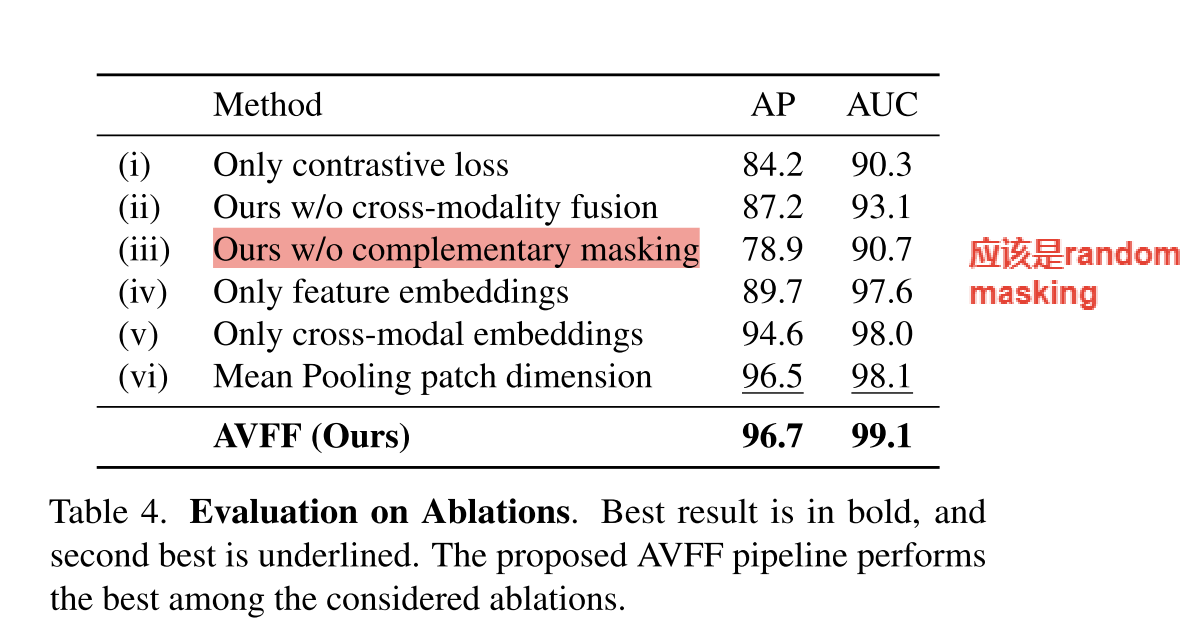 Method AP AUC
(i) Only contrastive loss 84.2 90.3
(ii) Ours w/o cross-modality fusion 87.2 93.1
(iii) Ours w/o complementary masking 78.9 90.7 应该是random
masking
(iv) Only feature embeddings 89.7 97.6
(v) Only cross-modal embeddings 94.6 98.0
(vi) Mean Pooling patch dimension 96.5 98.1
AVFF (Ours) 96.7 99.1
Table 4. Evaluation on Ablations. Best result is in bold, and
second best is underlined. The proposed AVFF pipeline performs
the best among the considered ablations.